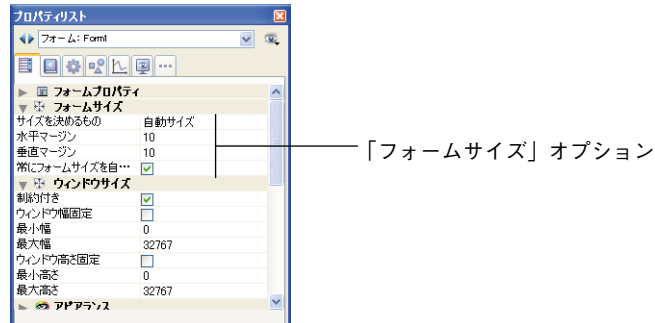 プロパティリスト
フォーム: Form1
フォームプロパティ
フォームサイズ
サイズを決めるもの 自動サイズ
水平マージン 10
垂直マージン 10
常にフォームサイズを自…
「フォームサイズ」オプション
ウィンドウサイズ
制約付き
ウィンドウ幅固定
最小幅 0
最大幅 32767
ウィンドウ高さ固定
最小高さ 0
最大高さ 32767
アピアランス